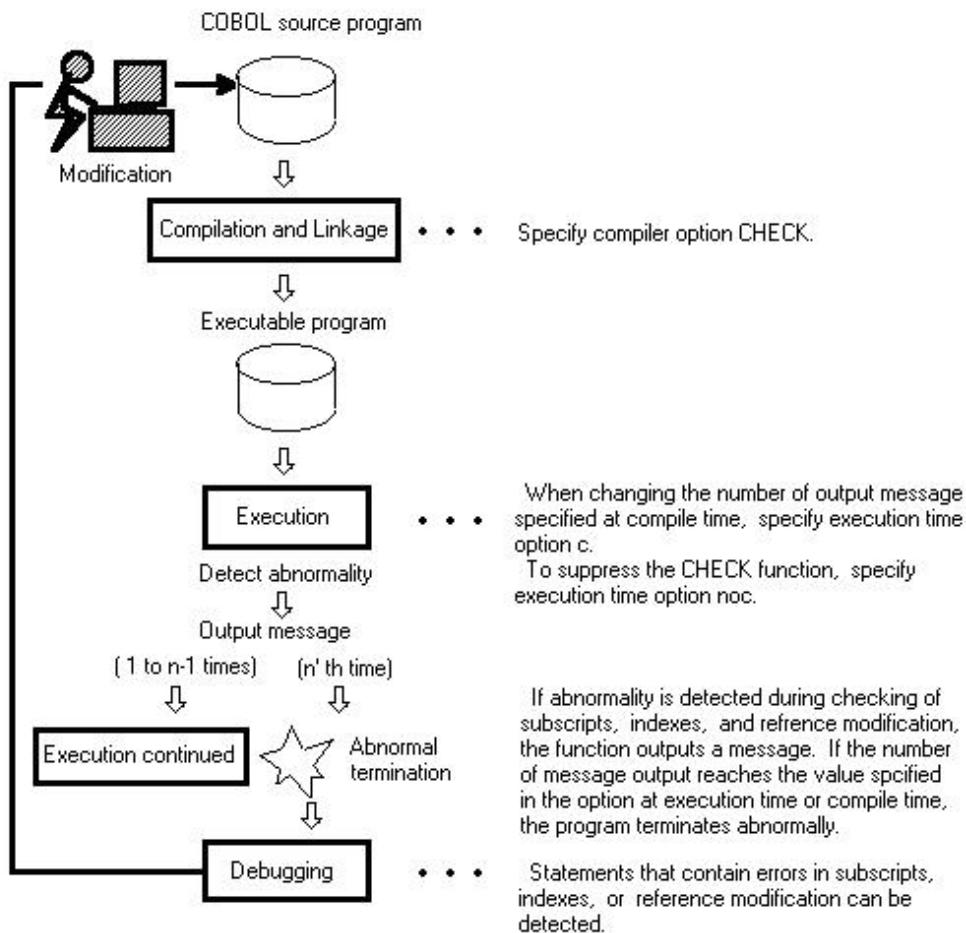 COBOL source program
Modification
Compilation and Linkage
• • •
Specify compiler option CHECK.
Executable program
Execution
• • •
When changing the number of output message
specified at compile time, specify execution time
option c.
To suppress the CHECK function, specify
execution time option noc.
Detect abnormality
Output message
( 1 to n-1 times)
(n' th time)
Execution continued
Abnormal
termination
If abnormality is detected during checking of
subscripts, indexes, and refrence modification,
the function outputs a message. If the number
of message output reaches the value spcified
in the option at execution time or compile time,
the program terminates abnormally.
Debugging
• • •
Statements that contain errors in subscripts,
indexes, or reference modification can be
detected.